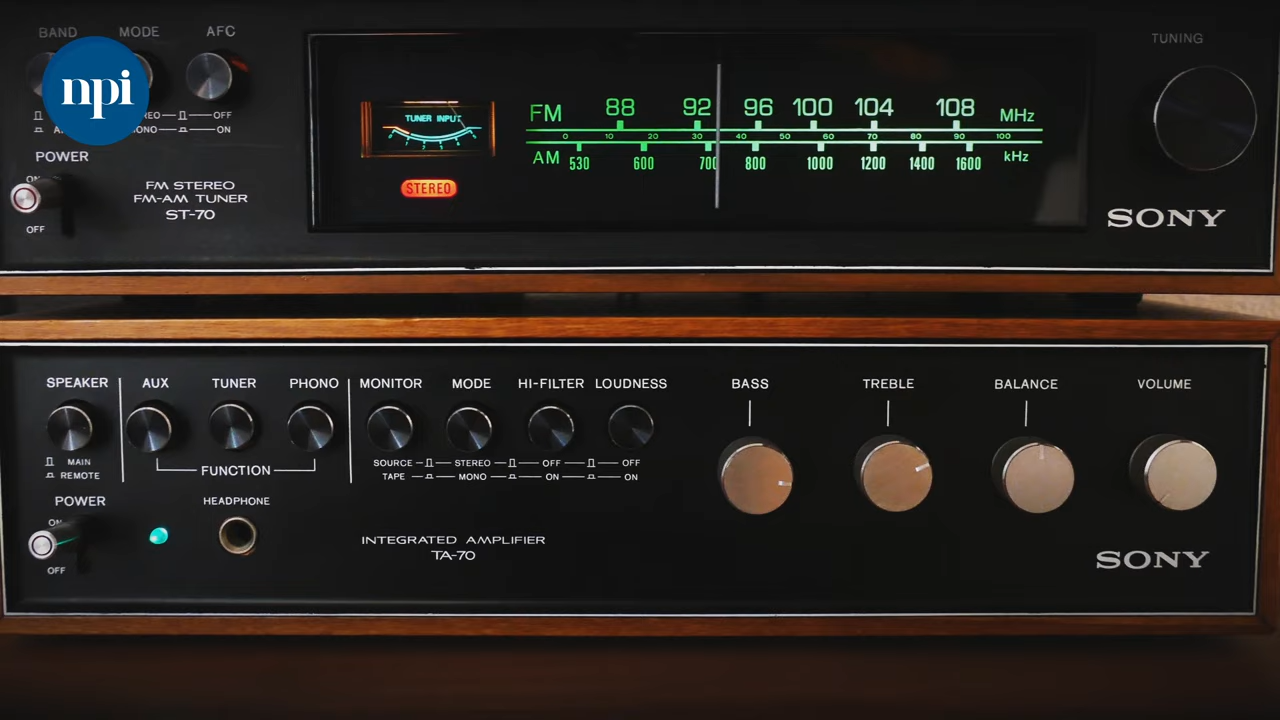 BAND MODE AFC
npi
TUNING
OFF
MONO ON
POWER
ON
OFF
FM STEREO
FM-AM TUNER
ST-70
TUNER INPUT
STEREO
FM 88 92 96 100 104 108 MHz
0 10 20 30 40 50 60 70 80 90 100
AM 530 600 700 800 1000 1200 1400 1600 kHz
SONY
SPEAKER AUX TUNER PHONO MONITOR MODE HI-FILTER LOUDNESS BASS TREBLE BALANCE VOLUME
MAIN
REMOTE
FUNCTION
SOURCE STEREO OFF OFF
TAPE MONO ON ON
POWER
ON
OFF
HEADPHONE
INTEGRATED AMPLIFIER
TA-70
SONY